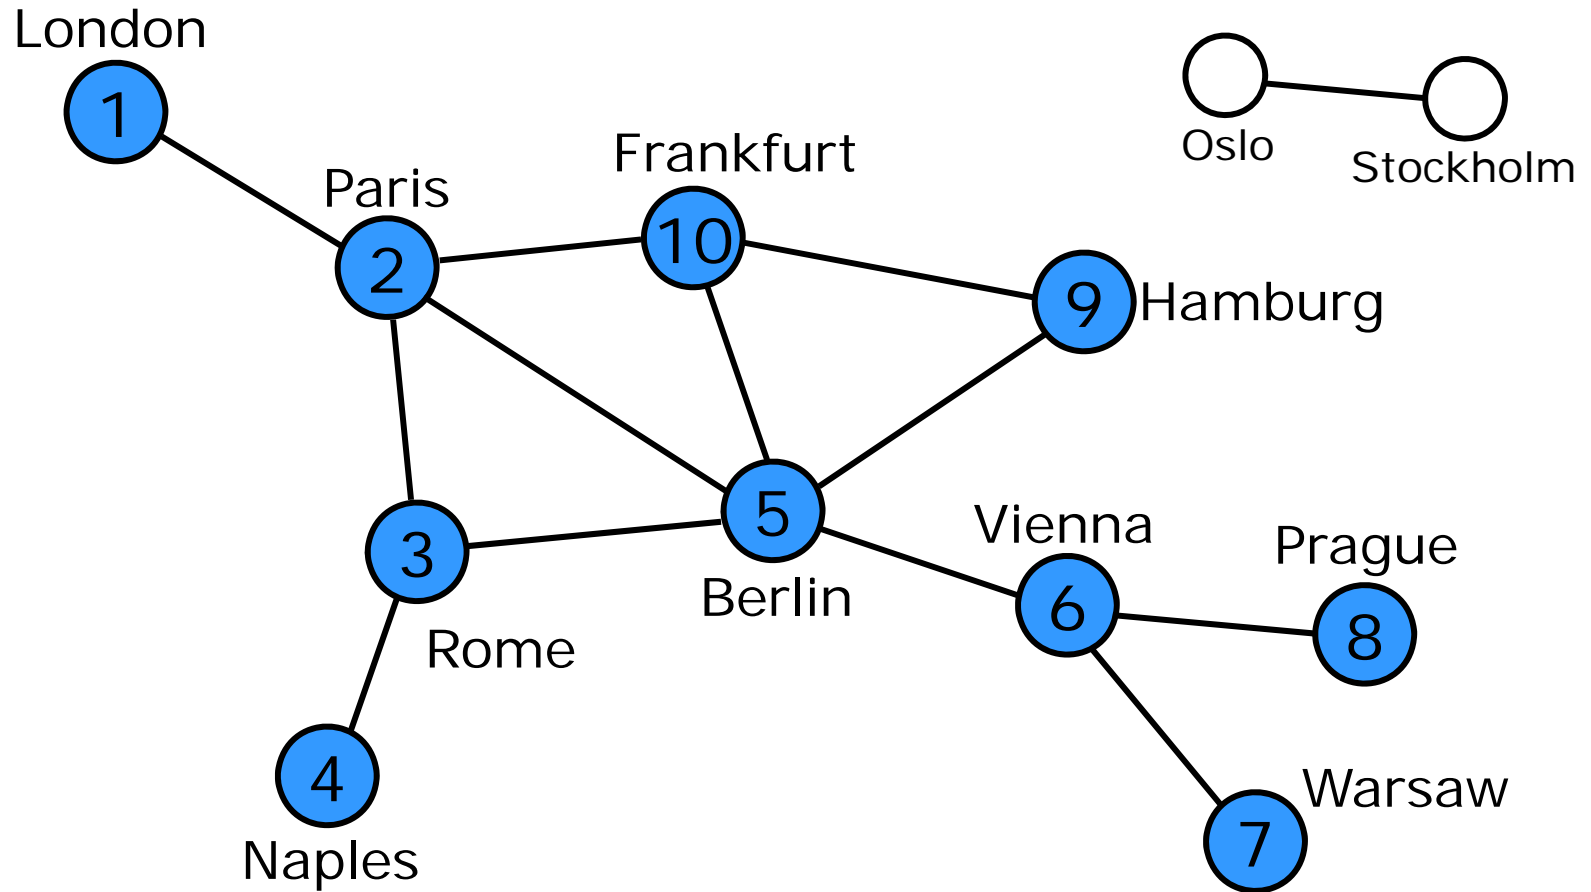 London
1
Frankfurt
Oslo
Stockholm
Paris
10
2
9
Hamburg
5
Vienna
Prague
3
Berlin
6
8
Rome
4
Warsaw
7
Naples